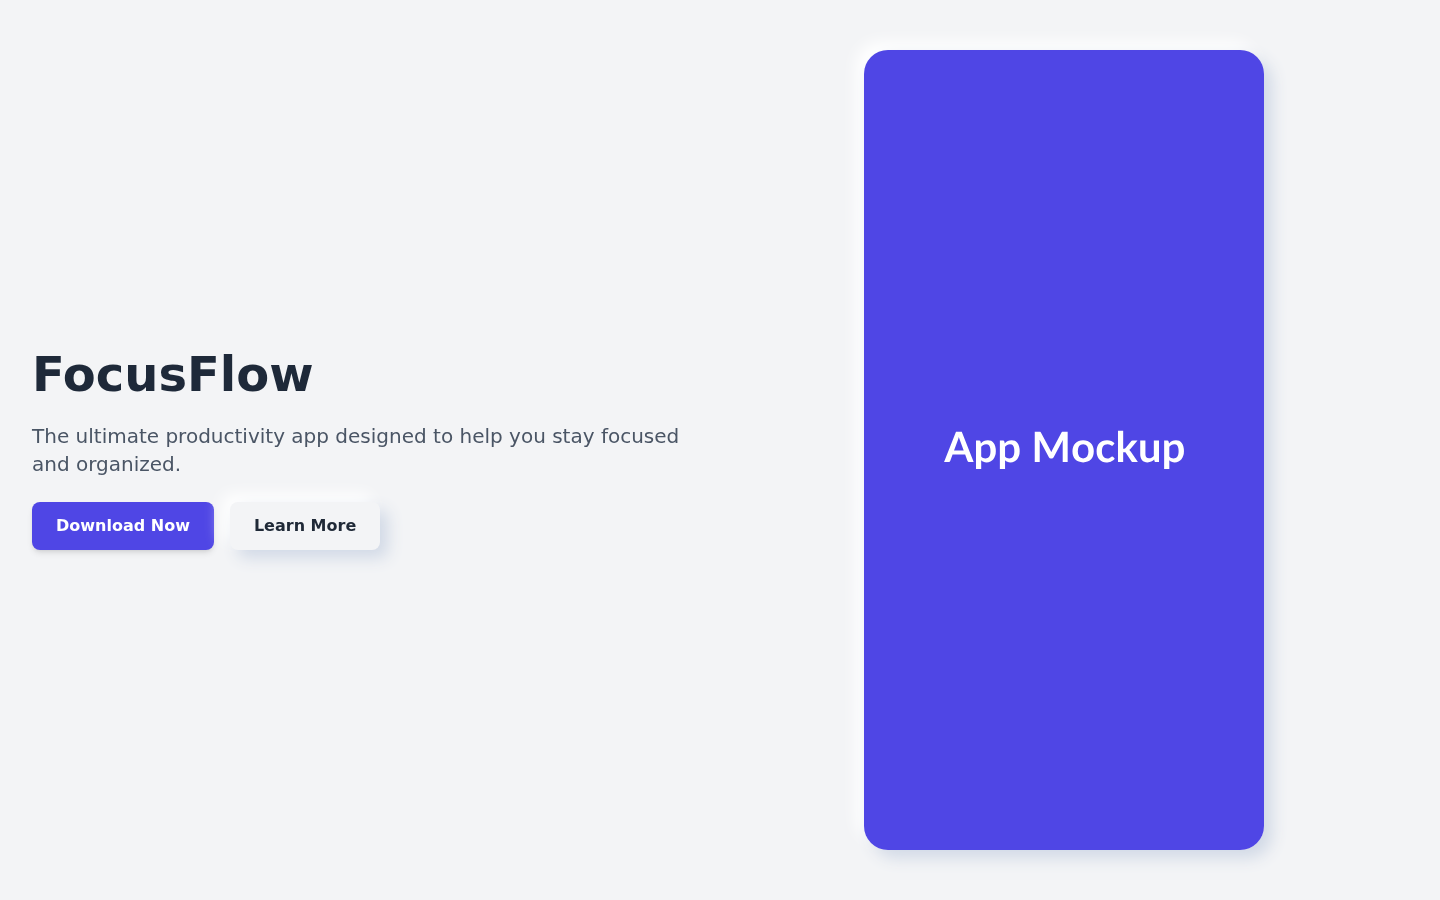 FocusFlow
The ultimate productivity app designed to help you stay focused
and organized.
Download Now
Learn More
App Mockup